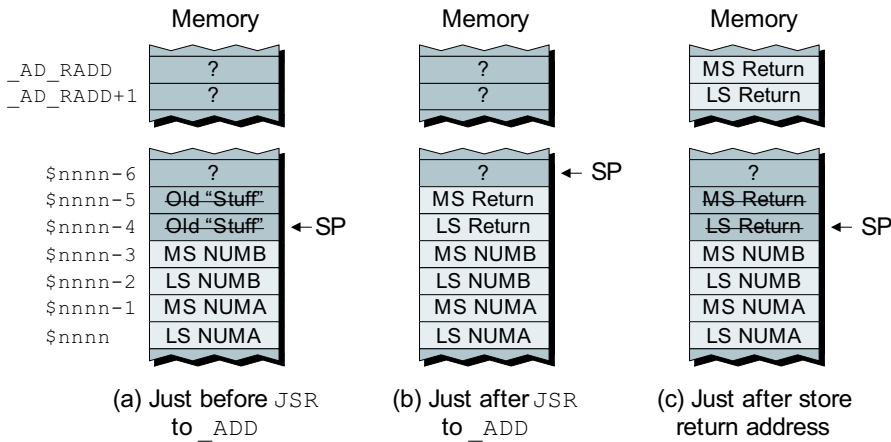 Memory Memory Memory
_AD_RADD ? ? MS Return
_AD_RADD+1 ? ? LS Return
$nnnn-6 ? ? ← SP ?
$nnnn-5 Old “Stuff” MS Return MS Return
$nnnn-4 Old “Stuff” ← SP LS Return LS Return ← SP
$nnnn-3 MS NUMB MS NUMB MS NUMB
$nnnn-2 LS NUMB LS NUMB LS NUMB
$nnnn-1 MS NUMA MS NUMA MS NUMA
$nnnn LS NUMA LS NUMA LS NUMA
(a) Just before JSR (b) Just after JSR (c) Just after store
to _ADD to _ADD return address